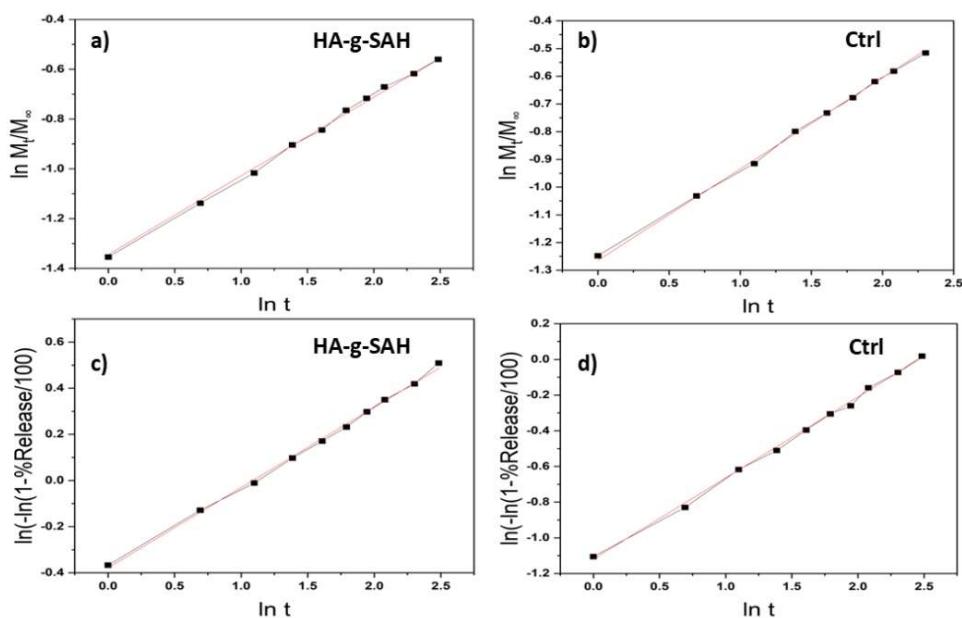 a) HA-g-SAH
ln Mt/M∞
-0.4
-0.6
-0.8
-1.0
-1.2
-1.4
0.0 0.5 1.0 1.5 2.0 2.5
ln t
b) Ctrl
ln Mt/M∞
-0.4
-0.5
-0.6
-0.7
-0.8
-0.9
-1.0
-1.1
-1.2
-1.3
0.0 0.5 1.0 1.5 2.0 2.5
ln t
c) HA-g-SAH
ln(-ln(1-%Release/100)
0.6
0.4
0.2
0.0
-0.2
-0.4
0.0 0.5 1.0 1.5 2.0 2.5
ln t
d) Ctrl
ln(-ln(1-%Release/100)
0.2
0.0
-0.2
-0.4
-0.6
-0.8
-1.0
-1.2
0.0 0.5 1.0 1.5 2.0 2.5
ln t